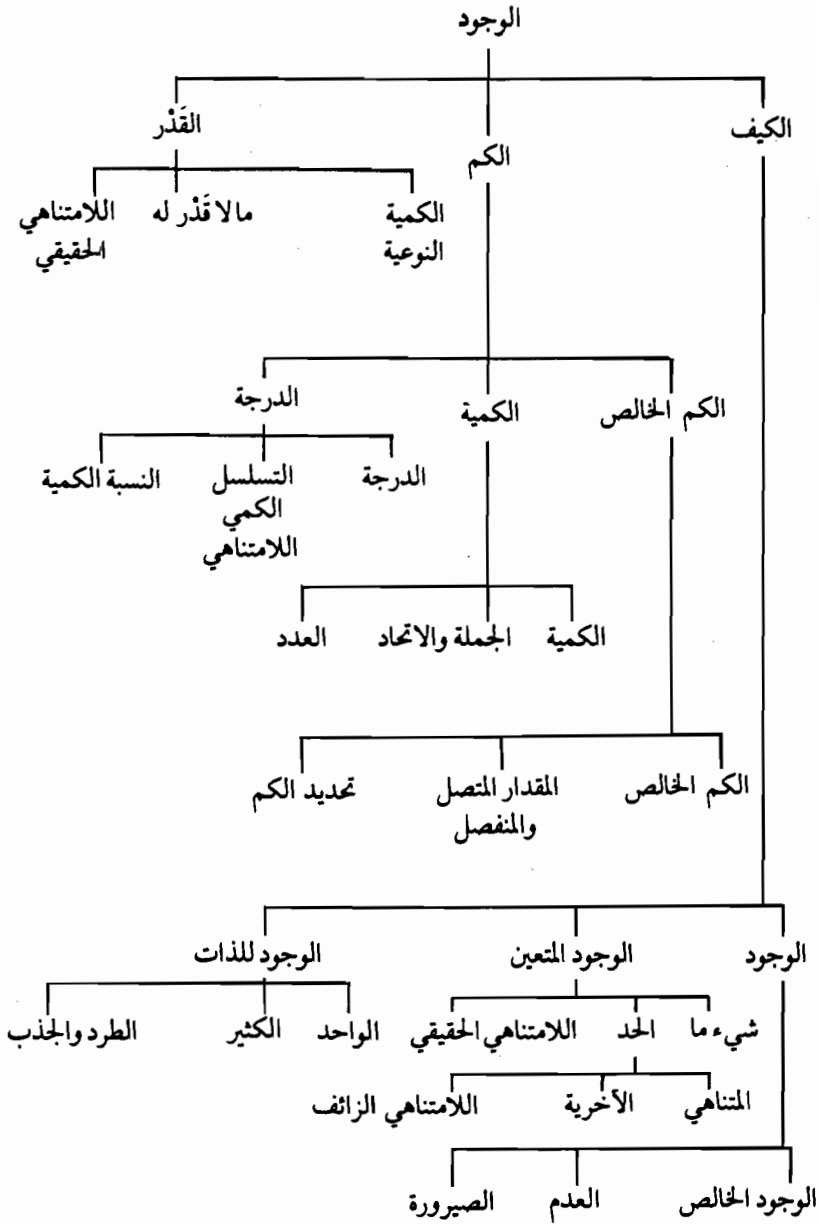 الوجود
الكيف
الكم
القَدْر
الكمية
النوعية
مالا قَدْر له
اللامتناهي
الحقيقي
الكم الخالص
الكمية
الدرجة
الدرجة
التسلسل
الكمي
اللامتناهي
النسبة الكمية
الكمية
الجملة والاتحاد
العدد
الكم الخالص
المقدار المتصل
والمنفصل
تحديد الكم
الوجود
الوجود المتعين
الوجود للذات
شيء ما
الحد
اللامتناهي الحقيقي
الواحد
الكثير
الطرد والجذب
المتناهي
الآخرية
اللامتناهي الزائف
الوجود الخالص
العدم
الصيرورة